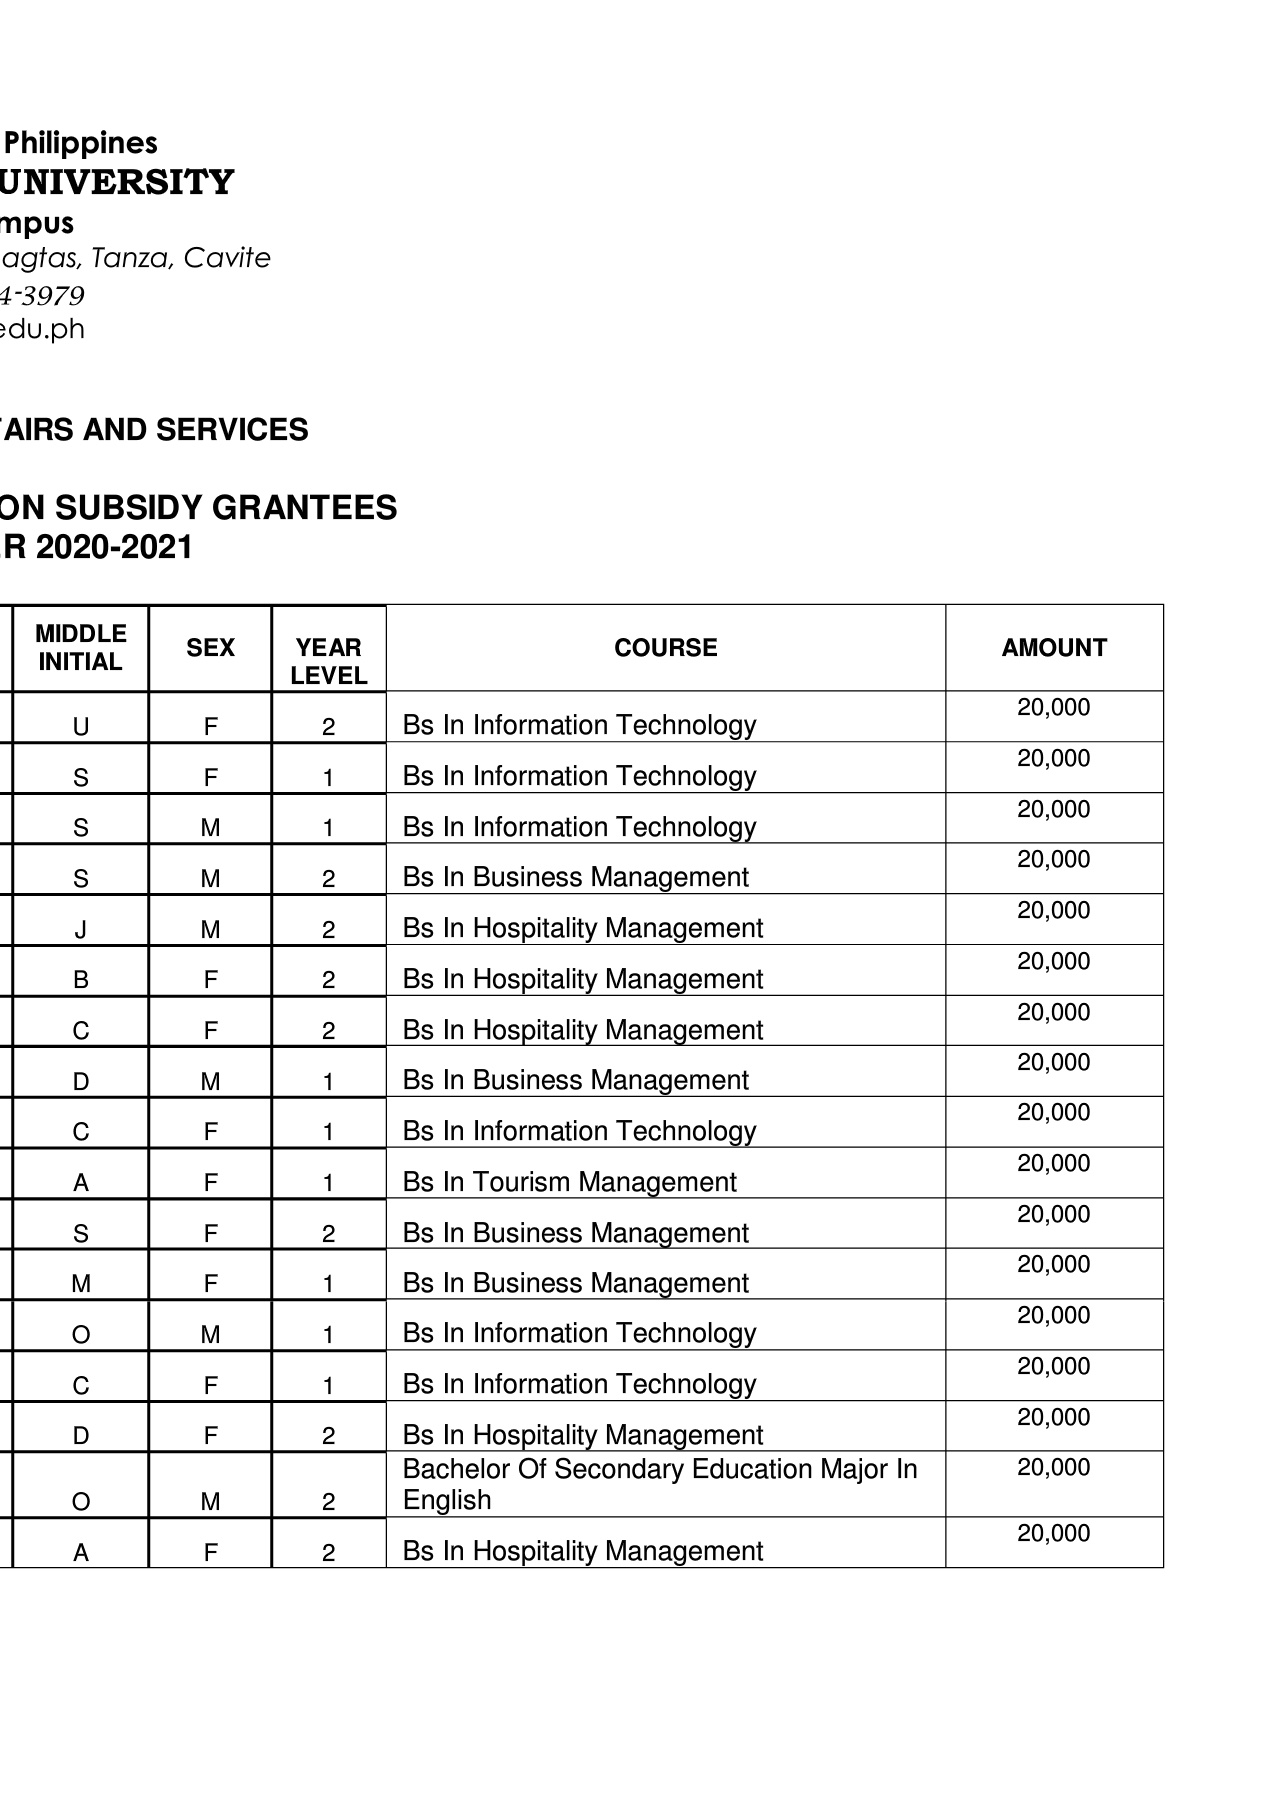 Philippines
UNIVERSITY
mpus
agtas, Tanza, Cavite
4-3979
edu.ph
FAIRS AND SERVICES
ON SUBSIDY GRANTEES
ER 2020-2021
MIDDLE INITIAL SEX YEAR LEVEL COURSE AMOUNT
U F 2 Bs In Information Technology 20,000
S F 1 Bs In Information Technology 20,000
S M 1 Bs In Information Technology 20,000
S M 2 Bs In Business Management 20,000
J M 2 Bs In Hospitality Management 20,000
B F 2 Bs In Hospitality Management 20,000
C F 2 Bs In Hospitality Management 20,000
D M 1 Bs In Business Management 20,000
C F 1 Bs In Information Technology 20,000
A F 1 Bs In Tourism Management 20,000
S F 2 Bs In Business Management 20,000
M F 1 Bs In Business Management 20,000
O M 1 Bs In Information Technology 20,000
C F 1 Bs In Information Technology 20,000
D F 2 Bs In Hospitality Management 20,000
O M 2 Bachelor Of Secondary Education Major In English 20,000
A F 2 Bs In Hospitality Management 20,000